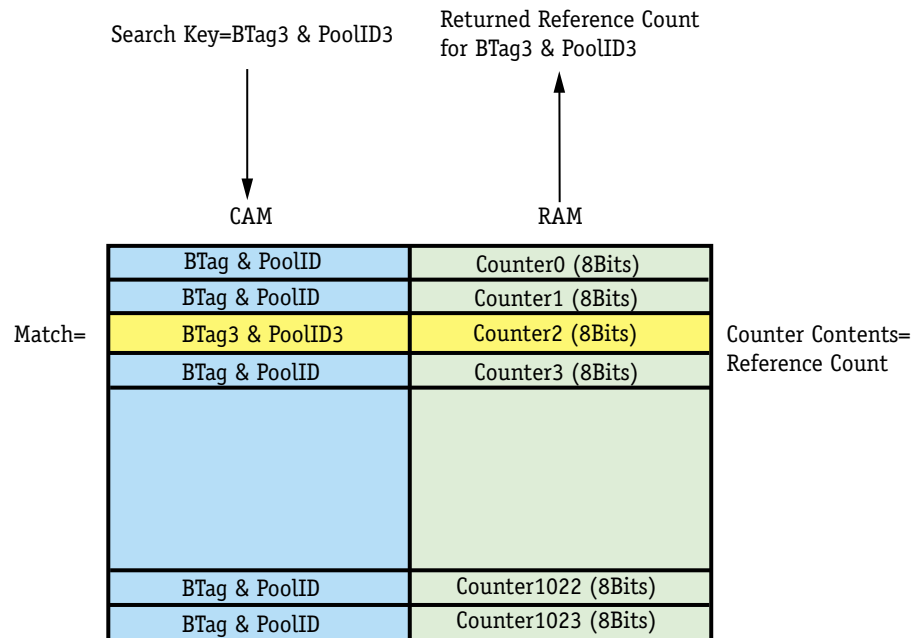 Search Key=BTag3 & PoolID3
Returned Reference Count
for BTag3 & PoolID3
CAM
RAM
BTag & PoolID
Counter0 (8Bits)
BTag & PoolID
Counter1 (8Bits)
Match=
BTag3 & PoolID3
Counter2 (8Bits)
Counter Contents=
Reference Count
BTag & PoolID
Counter3 (8Bits)
BTag & PoolID
Counter1022 (8Bits)
BTag & PoolID
Counter1023 (8Bits)